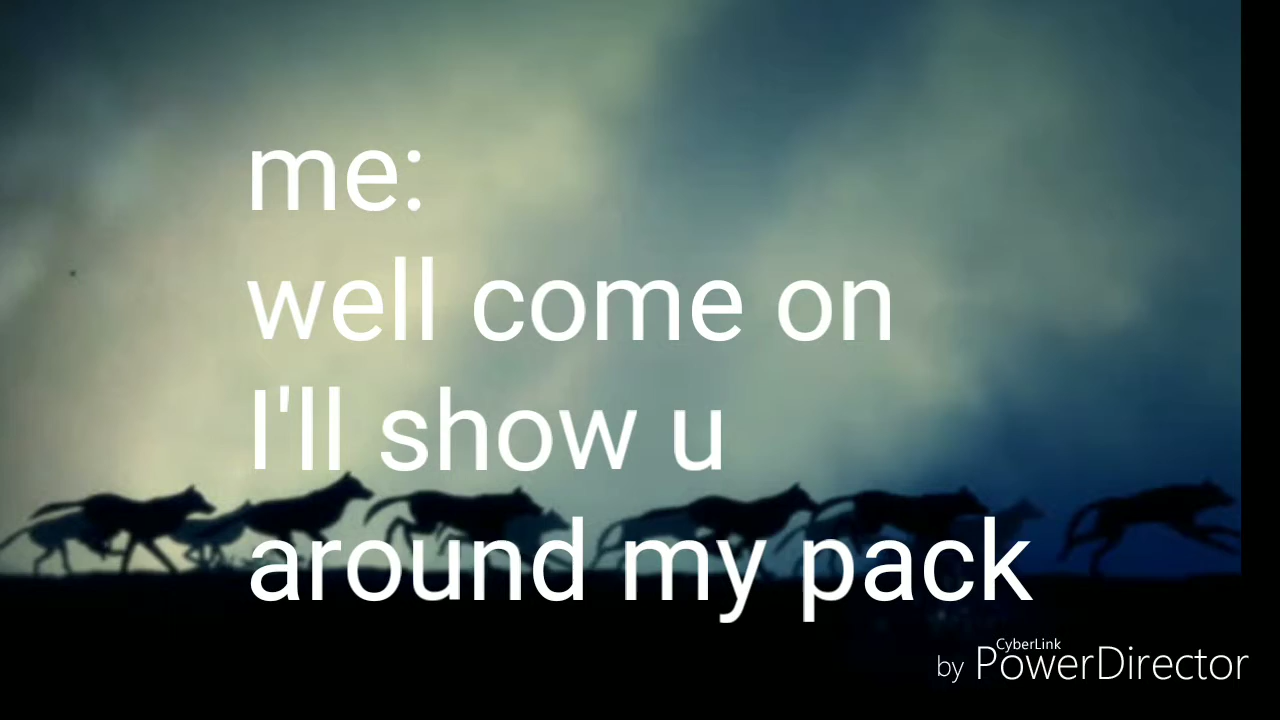 me:
well come on
I'll show u
around my pack
CyberLink
by PowerDirector